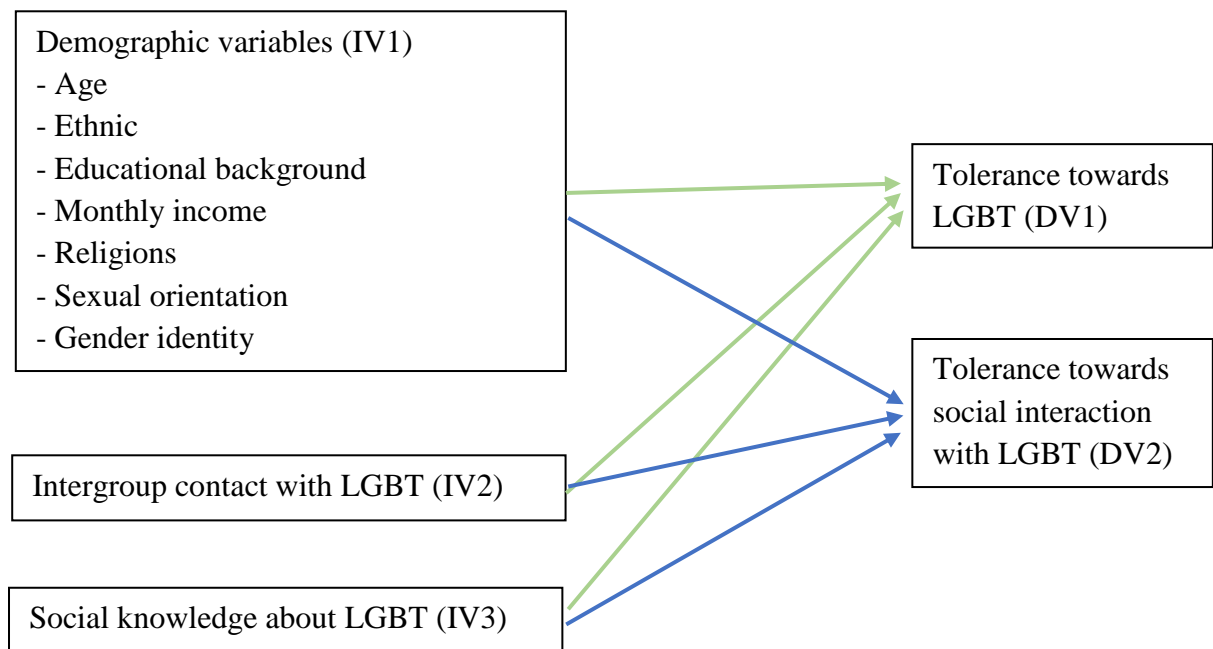 Demographic variables (IV1)
- Age
- Ethnic
- Educational background
- Monthly income
- Religions
- Sexual orientation
- Gender identity
Intergroup contact with LGBT (IV2)
Social knowledge about LGBT (IV3)
Tolerance towards
LGBT (DV1)
Tolerance towards
social interaction
with LGBT (DV2)